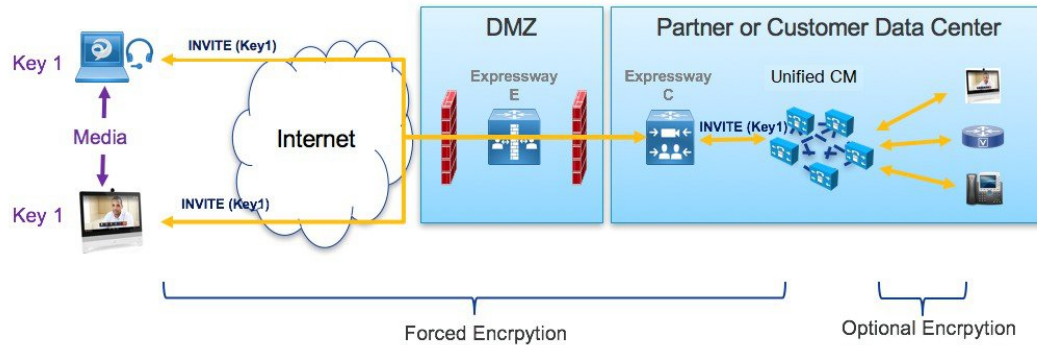 DMZ
Partner or Customer Data Center
Key 1
INVITE (Key1)
Expressway
E
Expressway
C
Unified CM
Media
Internet
INVITE (Key1)
Key 1
INVITE (Key1)
V
Forced Encrpytion
Optional Encrpytion